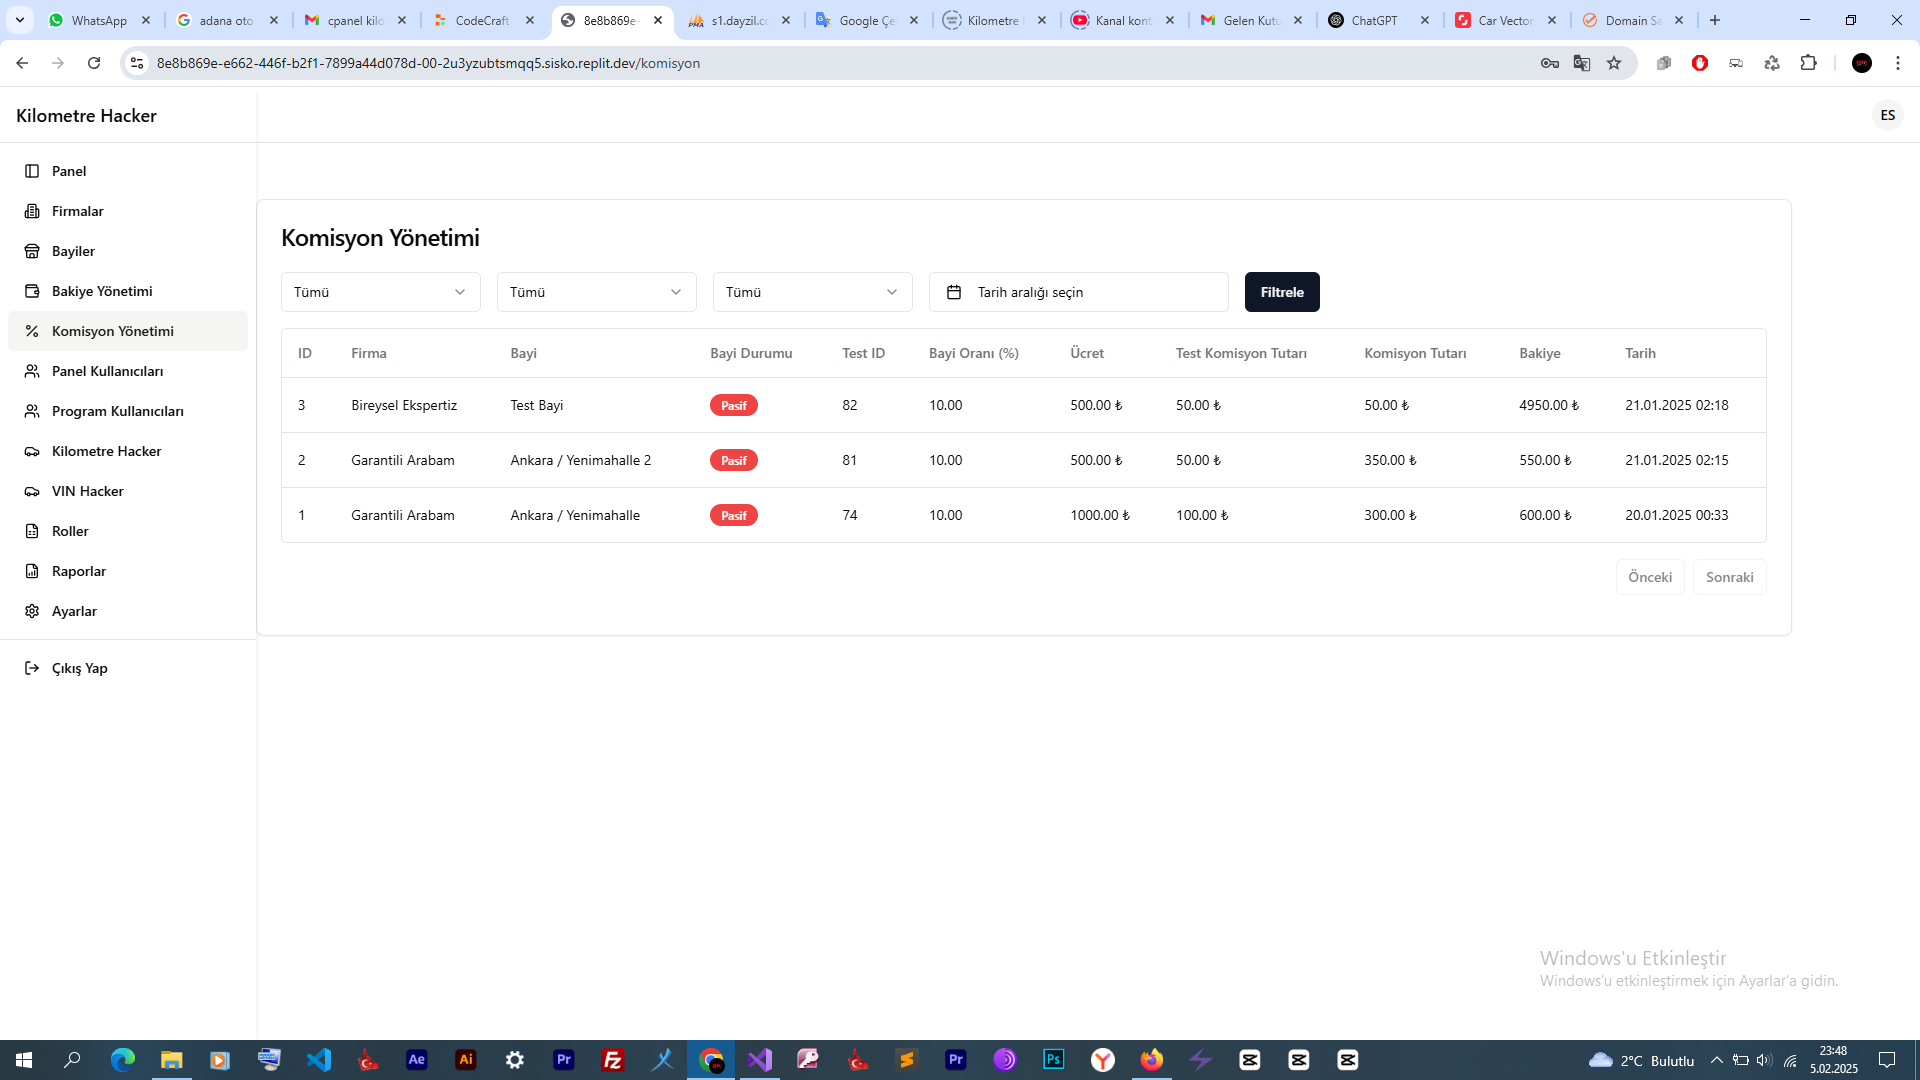 WhatsApp
adana oto
cpanel kilo
CodeCraft
8e8b869e-
s1.dayzil.co
Google Çe
Kilometre
Kanal kont
Gelen Kutu
ChatGPT
Car Vector
Domain Sa
8e8b869e-e662-446f-b2f1-7899a44d078d-00-2u3yzubtsmqq5.sisko.replit.dev/komisyon
Kilometre Hacker
ES
Panel
Firmalar
Bayiler
Bakiye Yönetimi
Komisyon Yönetimi
Panel Kullanıcıları
Program Kullanıcıları
Kilometre Hacker
VIN Hacker
Roller
Raporlar
Ayarlar
Çıkış Yap
Komisyon Yönetimi
Tümü Tümü Tümü Tarih aralığı seçin Filtrele
ID Firma Bayi Bayi Durumu Test ID Bayi Oranı (%) Ücret Test Komisyon Tutarı Komisyon Tutarı Bakiye Tarih
3 Bireysel Ekspertiz Test Bayi Pasif 82 10.00 500.00 ₺ 50.00 ₺ 50.00 ₺ 4950.00 ₺ 21.01.2025 02:18
2 Garantili Arabam Ankara / Yenimahalle 2 Pasif 81 10.00 500.00 ₺ 50.00 ₺ 350.00 ₺ 550.00 ₺ 21.01.2025 02:15
1 Garantili Arabam Ankara / Yenimahalle Pasif 74 10.00 1000.00 ₺ 100.00 ₺ 300.00 ₺ 600.00 ₺ 20.01.2025 00:33
Önceki Sonraki
Windows'u Etkinleştir
Windows'u etkinleştirmek için Ayarlar'a gidin.
Ae Ai Pr Fz Pr Ps
2°C Bulutlu
23:48
5.02.2025